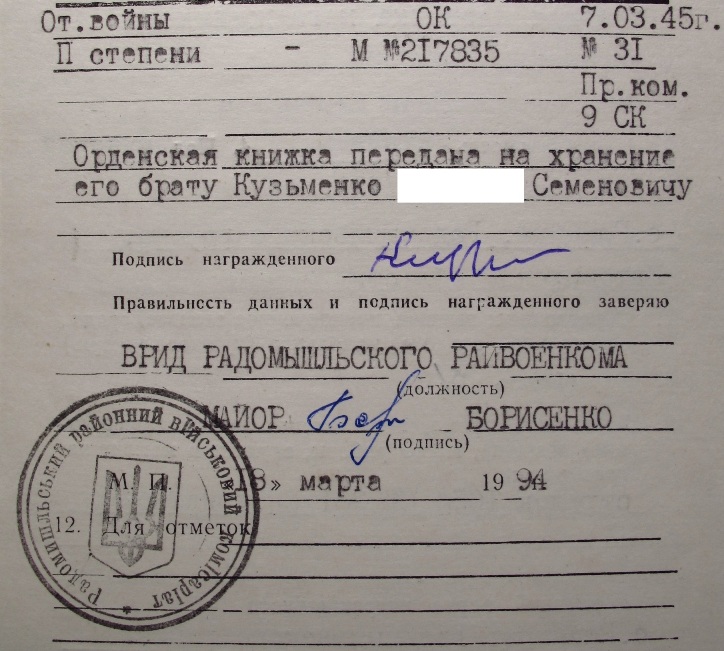 От.войны ОК 7.03.45г.
II степени - М №217835 № 31
Пр.ком.
9 СК
Орденская книжка передана на хранение
его брату Кузьменко Семеновичу
Подпись награжденного
Правильность данных и подпись награжденного заверяю
ВРИД РАДОМЫШЛЬСКОГО РАЙВОЕНКОМА
(должность)
МАЙОР БОРИСЕНКО
(подпись)
М. П. 18» марта 19 94
12. Для отметок
Радомишльський районний військовий комісаріат